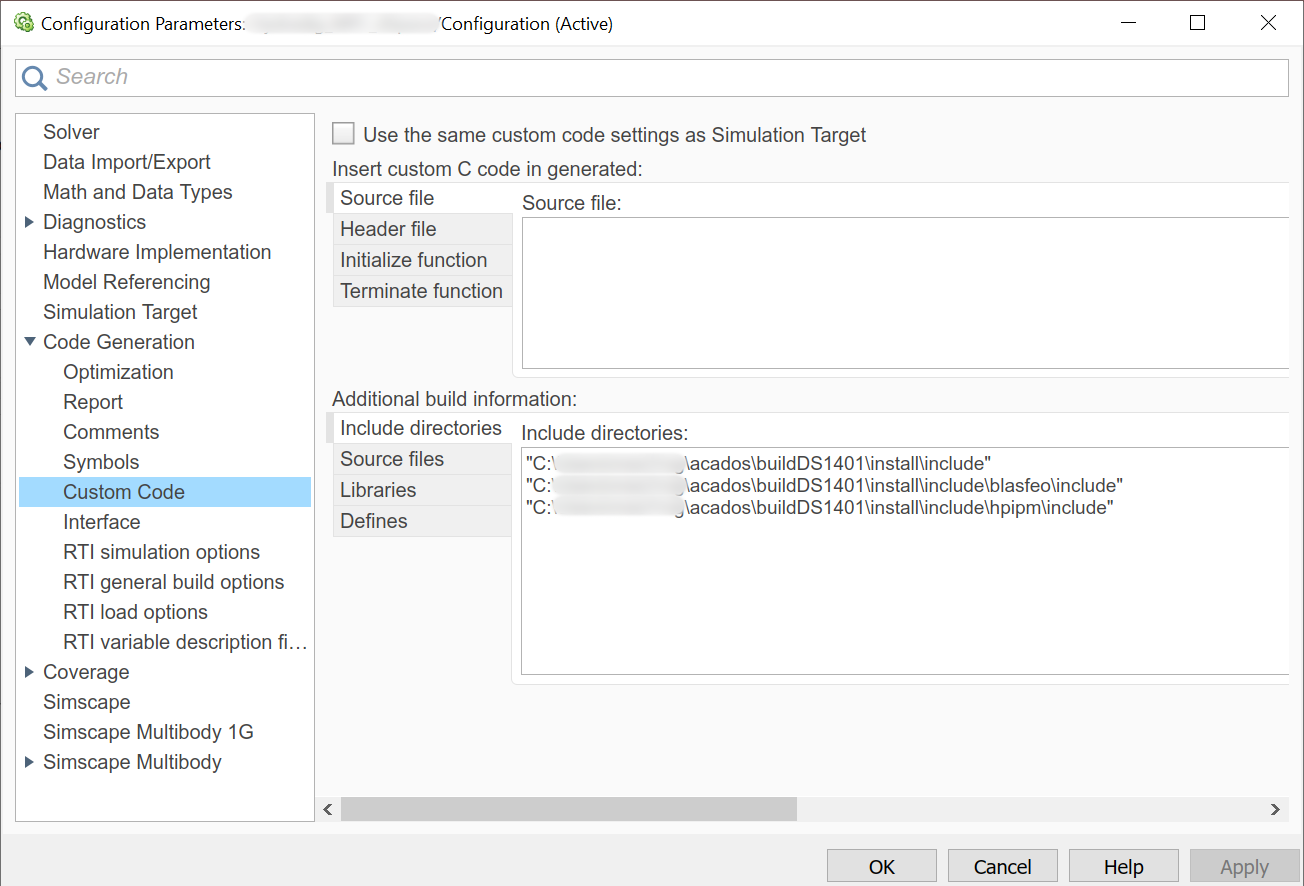 Configuration Parameters: /Configuration (Active)
Search
Solver
Data Import/Export
Math and Data Types
Diagnostics
Hardware Implementation
Model Referencing
Simulation Target
Code Generation
Optimization
Report
Comments
Symbols
Custom Code
Interface
RTI simulation options
RTI general build options
RTI load options
RTI variable description fi...
Coverage
Simscape
Simscape Multibody 1G
Simscape Multibody
Use the same custom code settings as Simulation Target
Insert custom C code in generated:
Source file
Header file
Initialize function
Terminate function
Source file:
Additional build information:
Include directories
Source files
Libraries
Defines
Include directories:
"C:\ \acados\buildDS1401\install\include"
"C:\ \acados\buildDS1401\install\include\blasfeo\include"
"C:\ \acados\buildDS1401\install\include\hpipm\include"
OK
Cancel
Help
Apply